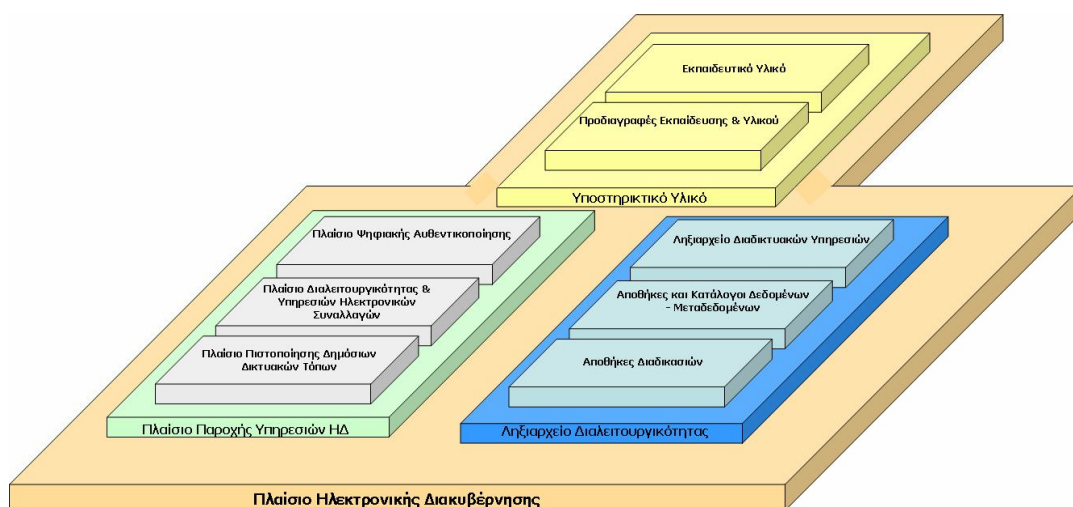 Εκπαιδευτικό Υλικό
Προδιαγραφές Εκπαίδευσης & Υλικού
Υποστηρικτικό Υλικό
Πλαίσιο Ψηφιακής Αυθεντικοποίησης
Πλαίσιο Διαλειτουργικότητας &
Υπηρεσιών Ηλεκτρονικών
Συναλλαγών
Πλαίσιο Πιστοποίησης Δημόσιων
Δικτυακών Τόπων
Πλαίσιο Παροχής Υπηρεσιών ΗΔ
Ληξιαρχείο Διαδικτυακών Υπηρεσιών
Αποθήκες και Κατάλογοι Δεδομένων
- Μεταδεδομένων
Αποθήκες Διαδικασιών
Ληξιαρχείο Διαλειτουργικότητας
Πλαίσιο Ηλεκτρονικής Διακυβέρνησης